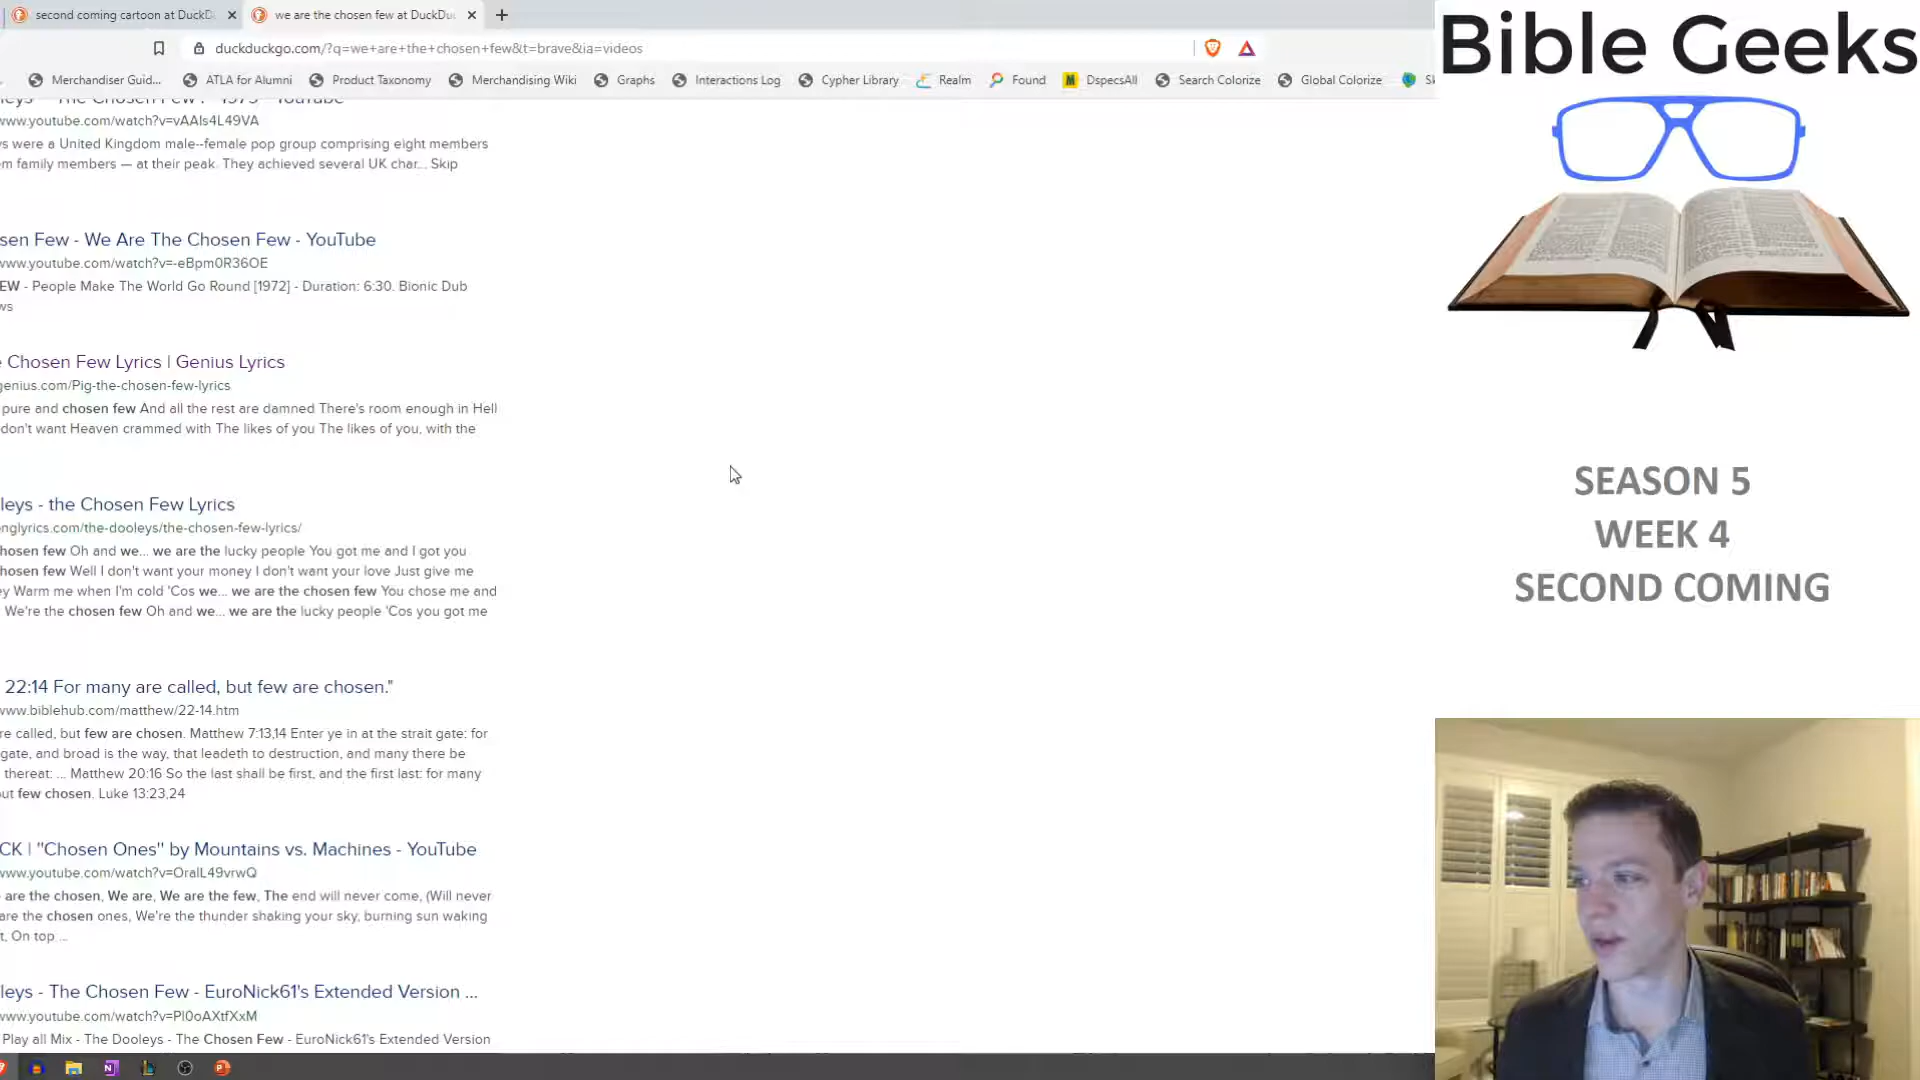 second coming cartoon at DuckD
we are the chosen few at DuckDu
duckduckgo.com/?q=we+are+the+chosen+few&t=brave&ia=videos
Merchandiser Guid...
ATLA for Alumni
Product Taxonomy
Merchandising Wiki
Graphs
Interactions Log
Cypher Library
Realm
Found
DspecsAll
Search Colorize
Global Colorize
leys - The Chosen Few . - 1979 - YouTube
www.youtube.com/watch?v=vAAIs4L49VA
ys were a United Kingdom male--female pop group comprising eight members
em family members — at their peak. They achieved several UK char... Skip
sen Few - We Are The Chosen Few - YouTube
www.youtube.com/watch?v=-eBpm0R36OE
EW - People Make The World Go Round [1972] - Duration: 6:30. Bionic Dub
ws
e Chosen Few Lyrics | Genius Lyrics
genius.com/Pig-the-chosen-few-lyrics
pure and chosen few And all the rest are damned There's room enough in Hell
don't want Heaven crammed with The likes of you The likes of you, with the
leys - the Chosen Few Lyrics
nglyrics.com/the-dooleys/the-chosen-few-lyrics/
hosen few Oh and we... we are the lucky people You got me and I got you
hosen few Well I don't want your money I don't want your love Just give me
ey Warm me when I'm cold 'Cos we... we are the chosen few You chose me and
We're the chosen few Oh and we... we are the lucky people 'Cos you got me
22:14 For many are called, but few are chosen."
www.biblehub.com/matthew/22-14.htm
re called, but few are chosen. Matthew 7:13,14 Enter ye in at the strait gate: for
gate, and broad is the way, that leadeth to destruction, and many there be
thereat: ... Matthew 20:16 So the last shall be first, and the first last: for many
ut few chosen. Luke 13:23,24
CK | "Chosen Ones" by Mountains vs. Machines - YouTube
www.youtube.com/watch?v=OralL49vrwQ
are the chosen, We are, We are the few, The end will never come, (Will never
are the chosen ones, We're the thunder shaking your sky, burning sun waking
t, On top ...
leys - The Chosen Few - EuroNick61's Extended Version ...
www.youtube.com/watch?v=PI0oAXtfXxM
Play all Mix - The Dooleys - The Chosen Few - EuroNick61's Extended Version
Bible Geeks
SEASON 5
WEEK 4
SECOND COMING